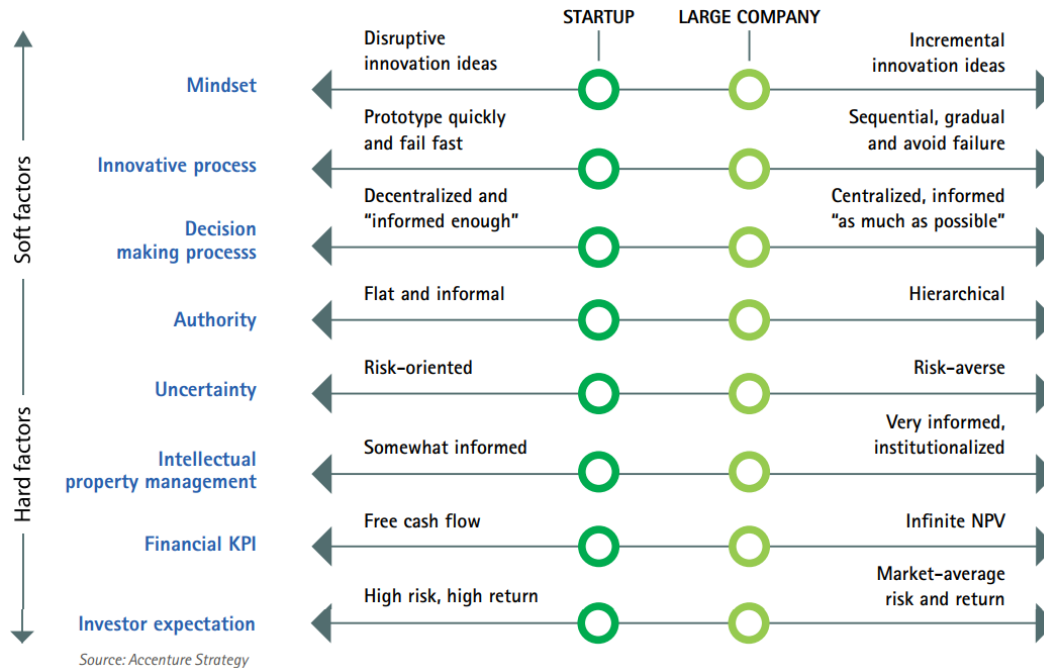 STARTUP
LARGE COMPANY
Soft factors
Hard factors
Mindset
Disruptive
innovation ideas
Incremental
innovation ideas
Innovative process
Prototype quickly
and fail fast
Sequential, gradual
and avoid failure
Decision
making processs
Decentralized and
“informed enough”
Centralized, informed
“as much as possible”
Authority
Flat and informal
Hierarchical
Uncertainty
Risk-oriented
Risk-averse
Intellectual
property management
Somewhat informed
Very informed,
institutionalized
Financial KPI
Free cash flow
Infinite NPV
Investor expectation
High risk, high return
Market-average
risk and return
Source: Accenture Strategy